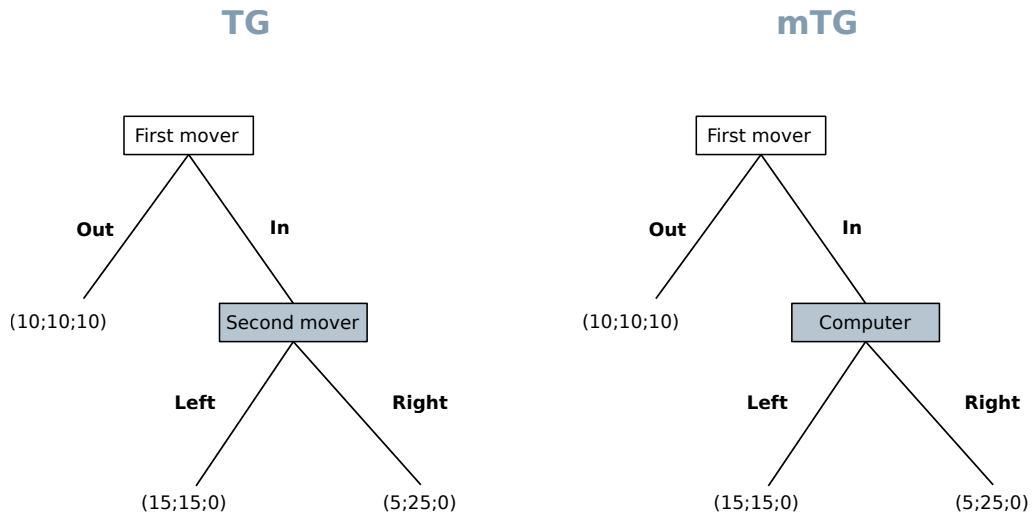 TG
First mover
Out
In
(10;10;10)
Second mover
Left
Right
(15;15;0)
(5;25;0)
mTG
First mover
Out
In
(10;10;10)
Computer
Left
Right
(15;15;0)
(5;25;0)